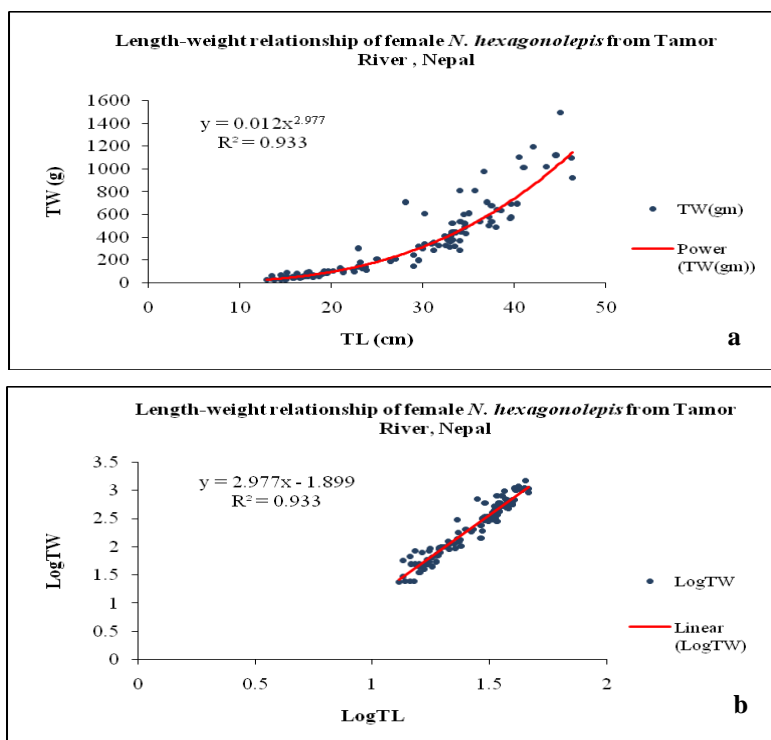 Length-weight relationship of female N. hexagonolepis from Tamor
River , Nepal
1600
1400
1200
1000
800
600
400
200
0
TW (g)
y = 0.012x^2.977
R² = 0.933
TW(gm)
Power
(TW(gm))
0
10
20
30
40
50
TL (cm)
a
Length-weight relationship of female N. hexagonolepis from Tamor
River, Nepal
3.5
3
2.5
2
1.5
1
0.5
0
LogTW
y = 2.977x - 1.899
R² = 0.933
LogTW
Linear
(LogTW)
0
0.5
1
1.5
2
LogTL
b